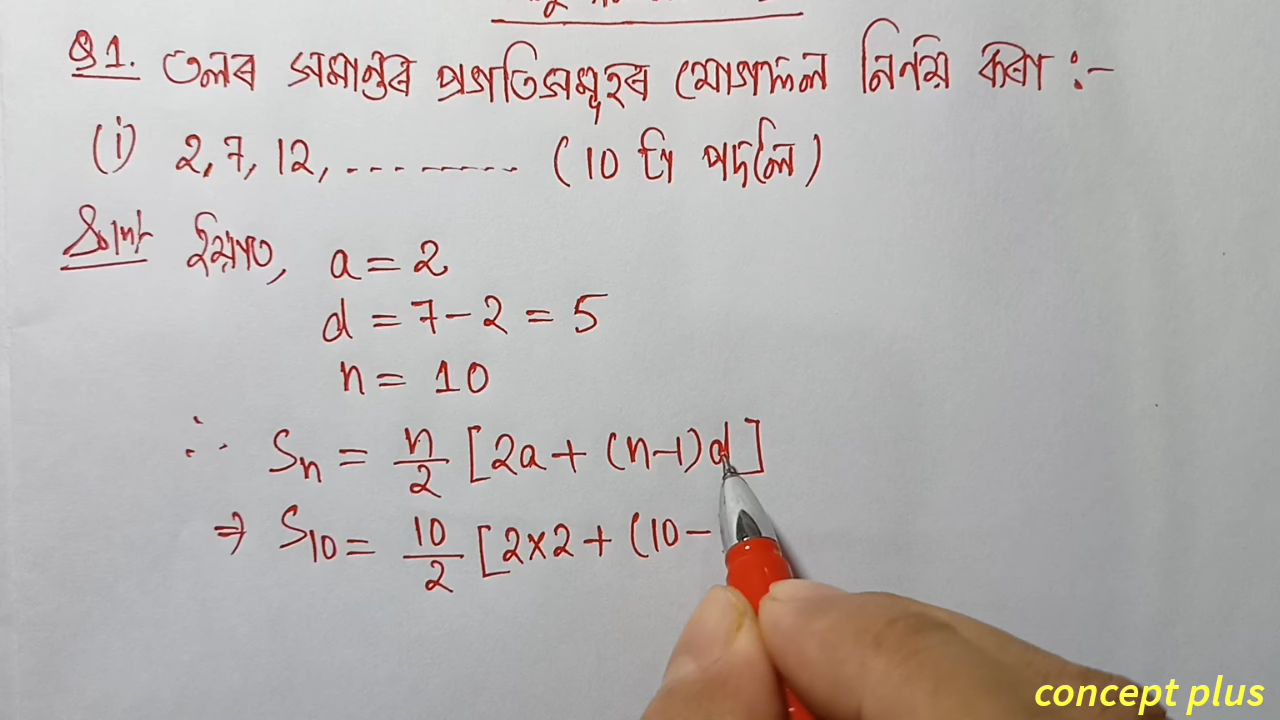 Q1. তলৰ সমান্তৰ প্ৰগতিসমূহৰ যোগফল নিৰ্ণয় কৰা :-
(i) 2, 7, 12, ............ (10 টা পদলৈ)
Solⁿ ইয়াত, a = 2
d = 7 - 2 = 5
n = 10
∴ Sₙ = n/2 [2a + (n-1)d]
⇒ S₁₀ = 10/2 [2×2 + (10 -
concept plus